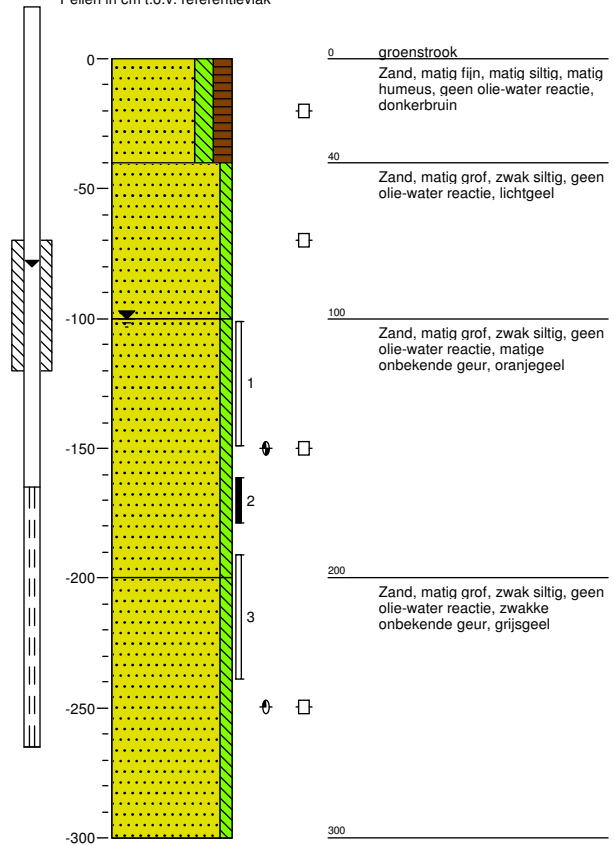 Peilen in cm t.o.v. referentievlak
0
-50
-100
-150
-200
-250
-300
1
2
3
0 groenstrook
Zand, matig fijn, matig siltig, matig
humeus, geen olie-water reactie,
donkerbruin
40
Zand, matig grof, zwak siltig, geen
olie-water reactie, lichtgeel
100
Zand, matig grof, zwak siltig, geen
olie-water reactie, matige
onbekende geur, oranjegeel
200
Zand, matig grof, zwak siltig, geen
olie-water reactie, zwakke
onbekende geur, grijsgeel
300